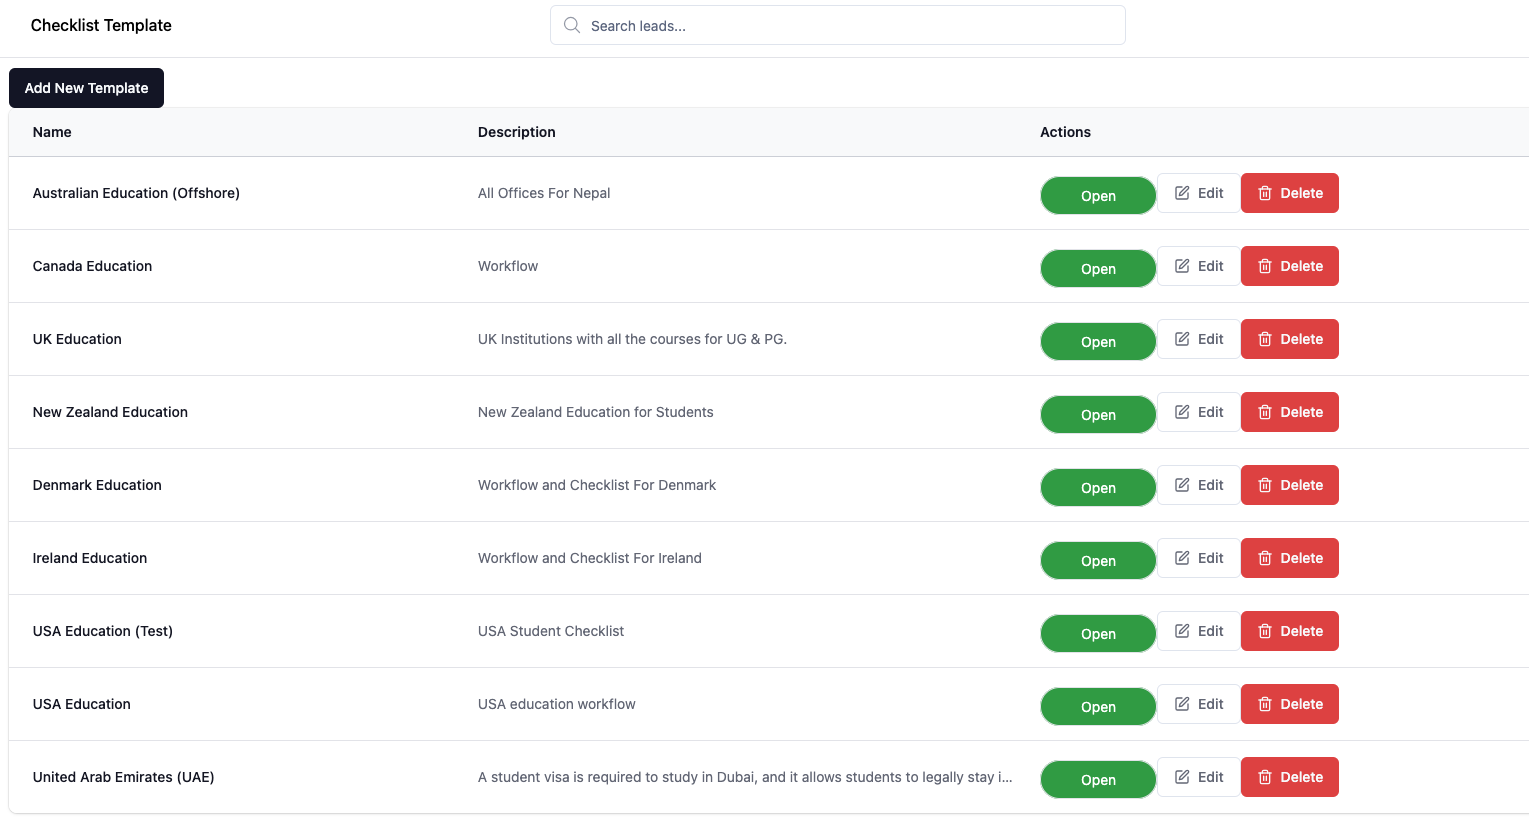 Checklist Template
Search leads...
Add New Template
Name Description Actions
Australian Education (Offshore) All Offices For Nepal Open Edit Delete
Canada Education Workflow Open Edit Delete
UK Education UK Institutions with all the courses for UG & PG. Open Edit Delete
New Zealand Education New Zealand Education for Students Open Edit Delete
Denmark Education Workflow and Checklist For Denmark Open Edit Delete
Ireland Education Workflow and Checklist For Ireland Open Edit Delete
USA Education (Test) USA Student Checklist Open Edit Delete
USA Education USA education workflow Open Edit Delete
United Arab Emirates (UAE) A student visa is required to study in Dubai, and it allows students to legally stay i... Open Edit Delete